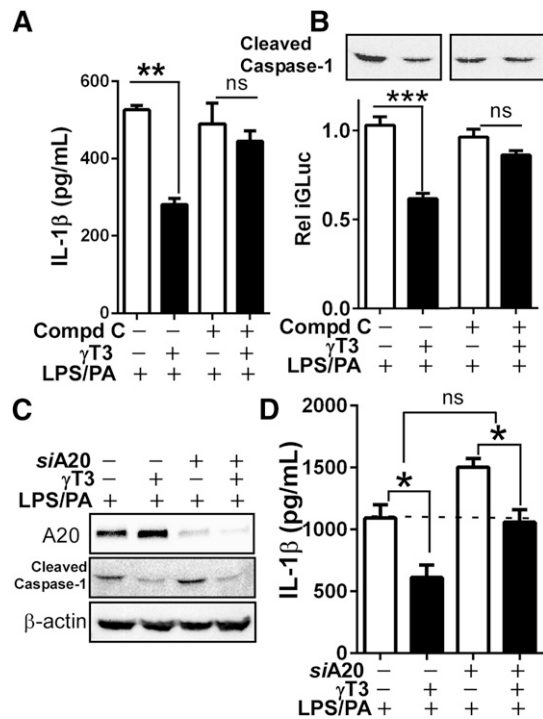 A
600
400
200
0
IL-1β (pg/mL)
**
ns
Compd C − − + +
γT3 − + − +
LPS/PA + + + +
B
Cleaved
Caspase-1
1.0
0.5
0.0
Rel iGLuc
***
ns
Compd C − − + +
γT3 − + − +
LPS/PA + + + +
C
siA20 − − + +
γT3 − + − +
LPS/PA + + + +
A20
Cleaved
Caspase-1
β-actin
D
2000
1500
1000
500
0
IL-1β (pg/mL)
ns
*
*
siA20 − − + +
γT3 − + − +
LPS/PA + + + +